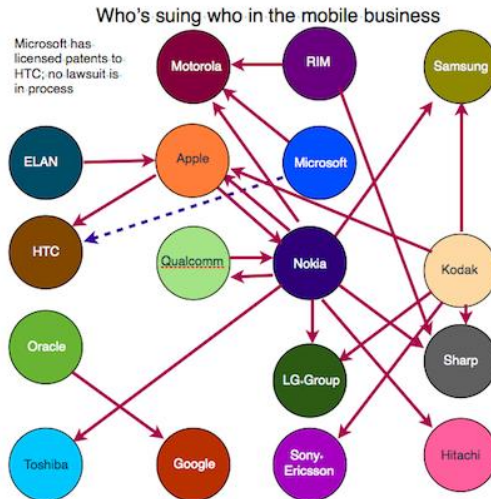 Who's suing who in the mobile business
Microsoft has
licensed patents to
HTC; no lawsuit is
in process
Motorola
RIM
Samsung
ELAN
Apple
Microsoft
HTC
Qualcomm
Nokia
Kodak
Oracle
LG-Group
Sharp
Toshiba
Google
Sony-
Ericsson
Hitachi